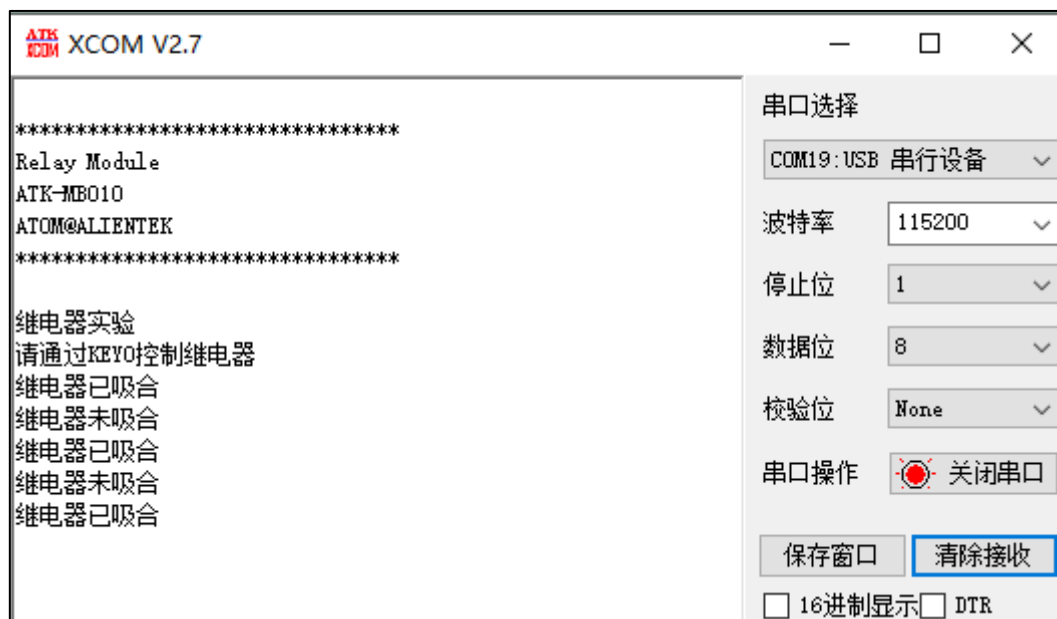 ATK XCOM XCOM V2.7
********************************
Relay Module
ATK-MB010
ATOM@ALIENTEK
********************************
继电器实验
请通过KEY0控制继电器
继电器已吸合
继电器未吸合
继电器已吸合
继电器未吸合
继电器已吸合
串口选择
COM19:USB 串行设备
波特率 115200
停止位 1
数据位 8
校验位 None
串口操作 关闭串口
保存窗口 清除接收
16进制显示 DTR